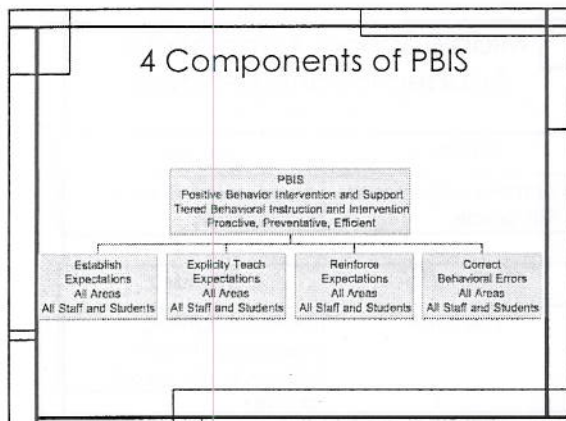 4 Components of PBIS
PBIS
Positive Behavior Intervention and Support
Tiered Behavioral Instruction and Intervention
Proactive, Preventative, Efficient
Establish
Expectations
All Areas
All Staff and Students
Explicity Teach
Expectations
All Areas
All Staff and Students
Reinforce
Expectations
All Areas
All Staff and Students
Correct
Behavioral Errors
All Areas
All Staff and Students